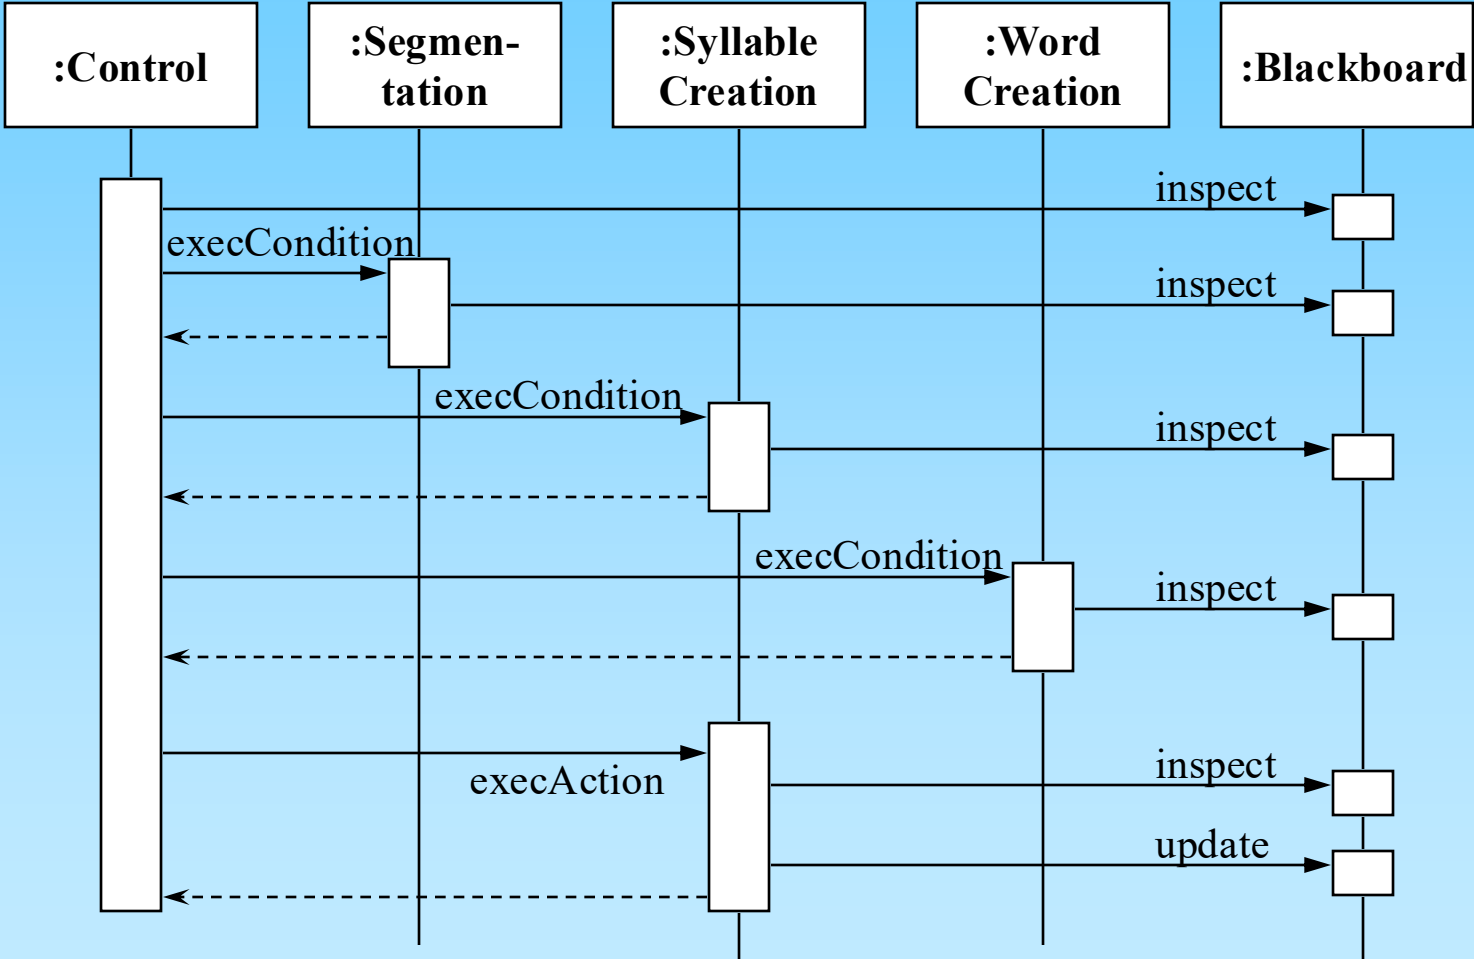 :Control
:Segmen-
tation
:Syllable
Creation
:Word
Creation
:Blackboard
inspect
execCondition
inspect
execCondition
inspect
execCondition
inspect
execAction
inspect
update